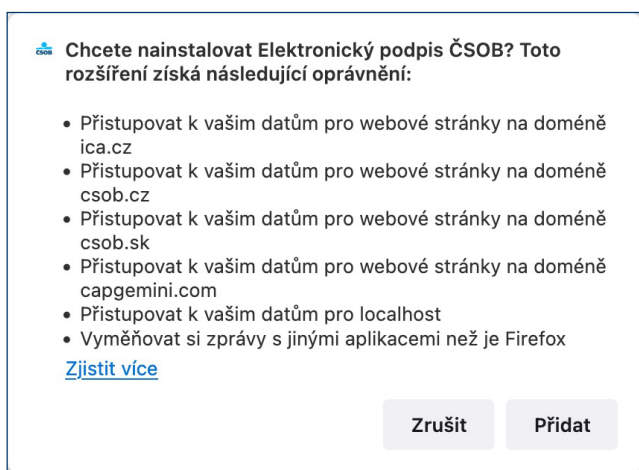 ČSOB
Chcete nainstalovat Elektronický podpis ČSOB? Toto
rozšíření získá následující oprávnění:
• Přistupovat k vašim datům pro webové stránky na doméně
ica.cz
• Přistupovat k vašim datům pro webové stránky na doméně
csob.cz
• Přistupovat k vašim datům pro webové stránky na doméně
csob.sk
• Přistupovat k vašim datům pro webové stránky na doméně
capgemini.com
• Přistupovat k vašim datům pro localhost
• Vyměňovat si zprávy s jinými aplikacemi než je Firefox
Zjistit více
Zrušit Přidat